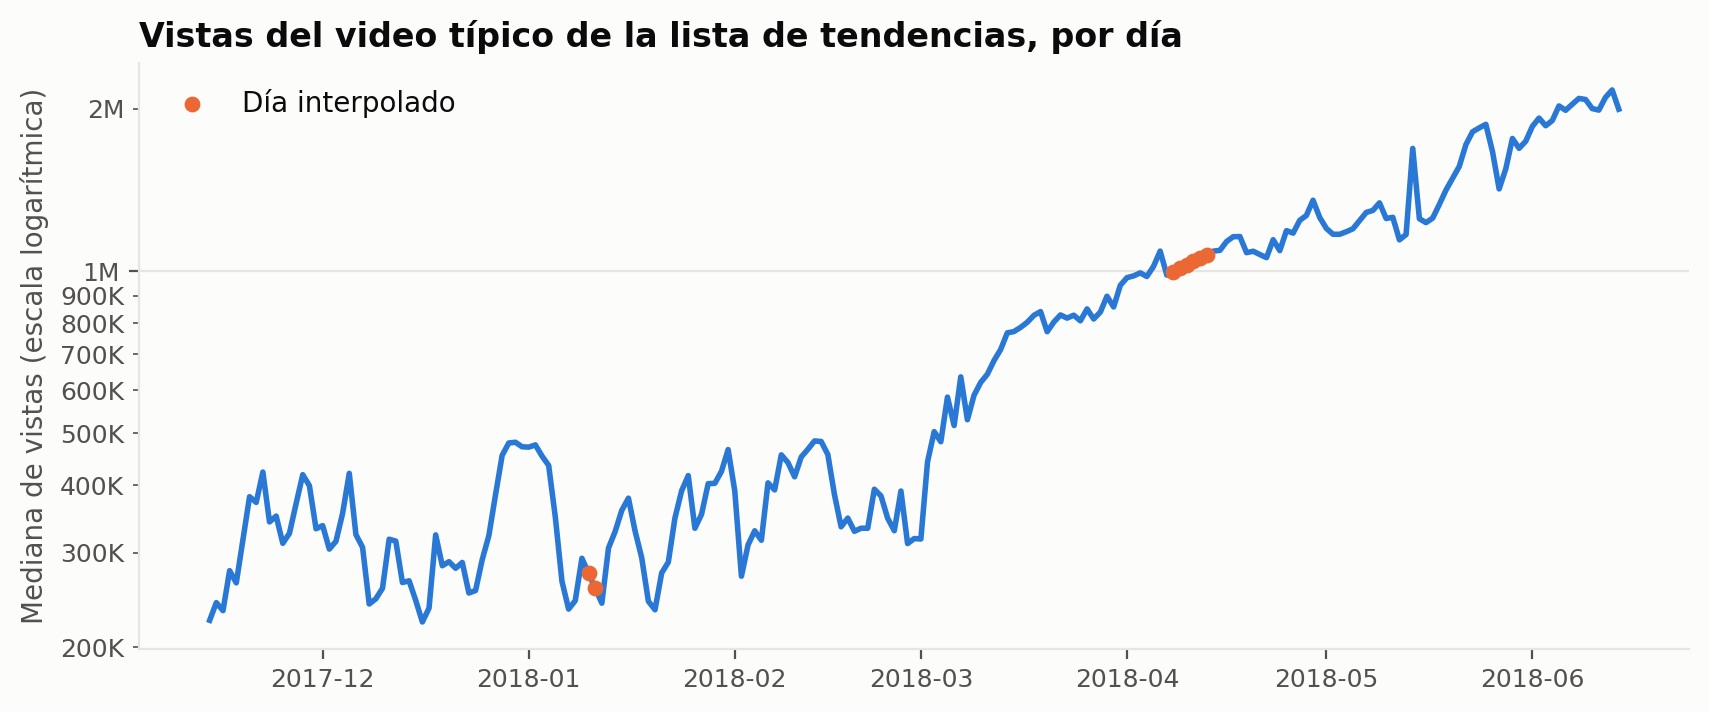 Vistas del video típico de la lista de tendencias, por día
Día interpolado
Mediana de vistas (escala logarítmica)
2M
1M
900K
800K
700K
600K
500K
400K
300K
200K
2017-12
2018-01
2018-02
2018-03
2018-04
2018-05
2018-06